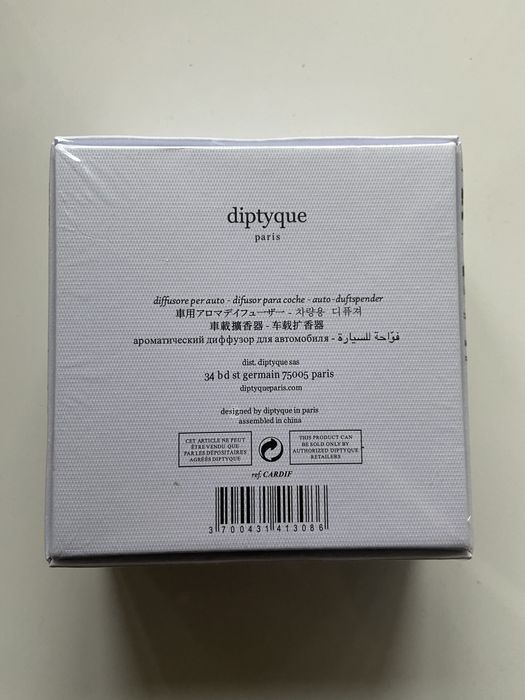 diptyque
paris
diffusore per auto - difusor para coche - auto-duftspender
車用アロマデイフューザー - 차량용 디퓨저
車載擴香器 - 车载扩香器
ароматический диффузор для автомобиля - فوّاحة للسيارة
dist. diptyque sas
34 bd st germain 75005 paris
diptyqueparis.com
designed by diptyque in paris
assembled in china
CET ARTICLE NE PEUT
ÊTRE VENDU QUE
PAR LES DÉPOSITAIRES
AGRÉÉS DIPTYQUE
THIS PRODUCT CAN
BE SOLD ONLY BY
AUTHORIZED DIPTYQUE
RETAILERS
ref. CARDIF
3 700431 413086